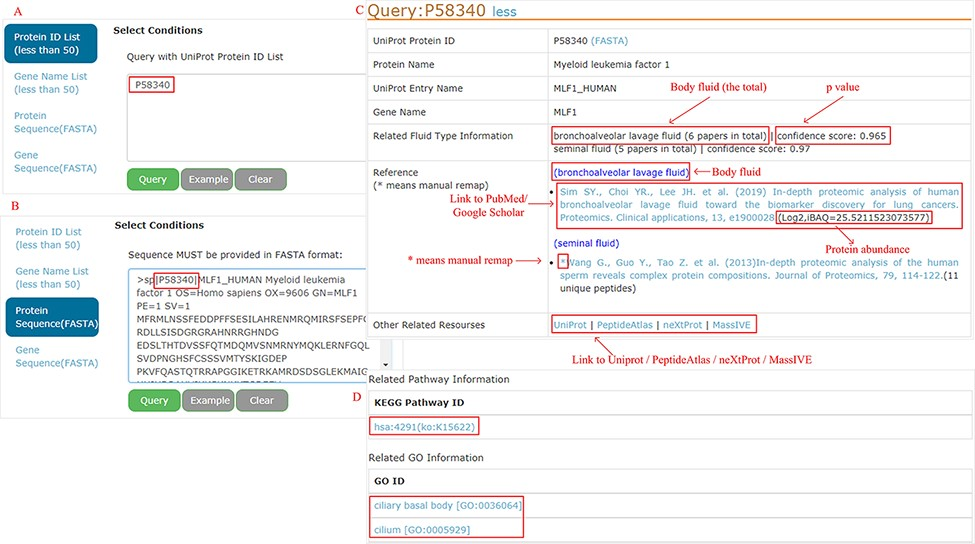 A
Protein ID List
(less than 50)
Gene Name List
(less than 50)
Protein
Sequence(FASTA)
Gene
Sequence(FASTA)
Select Conditions
Query with UniProt Protein ID List
P58340
Query
Example
Clear
B
Protein ID List
(less than 50)
Gene Name List
(less than 50)
Protein
Sequence(FASTA)
Gene
Sequence(FASTA)
Select Conditions
Sequence MUST be provided in FASTA format:
>sp|P58340|MLF1_HUMAN Myeloid leukemia
factor 1 OS=Homo sapiens OX=9606 GN=MLF1
PE=1 SV=1
MFRMLNSSFEDDPFFSESILAHRENMRQMIRSFSEPFG
RDLLSISDGRGRAHNRRGHNDG
EDSLTHTDVSSFQTMDQMVSNMRNYMQKLERNFGQL
SVDPNGHSFCSSSVMTYSKIGDEP
PKVFQASTQTRRAPGGIKETRKAMRDSDSGLEKMAIG
Query
Example
Clear
C
Query:P58340 less
UniProt Protein ID P58340 (FASTA)
Protein Name Myeloid leukemia factor 1
UniProt Entry Name MLF1_HUMAN
Body fluid (the total)
p value
Gene Name MLF1
Related Fluid Type Information bronchoalveolar lavage fluid (6 papers in total) | confidence score: 0.965
seminal fluid (5 papers in total) | confidence score: 0.97
Reference
(* means manual remap)
(bronchoalveolar lavage fluid)
Body fluid
Link to PubMed/
Google Scholar
• Sim SY., Choi YR., Lee JH. et al. (2019) In-depth proteomic analysis of human
bronchoalveolar lavage fluid toward the biomarker discovery for lung cancers.
Proteomics. Clinical applications, 13, e1900028.(Log2,iBAQ=25.5211523073577)
(seminal fluid)
Protein abundance
* means manual remap
• *Wang G., Guo Y., Tao Z. et al. (2013)In-depth proteomic analysis of the human
sperm reveals complex protein compositions. Journal of Proteomics, 79, 114-122.(11
unique peptides)
Other Related Resourses UniProt | PeptideAtlas | neXtProt | MassIVE
Link to Uniprot / PeptideAtlas / neXtProt / MassIVE
D
Related Pathway Information
KEGG Pathway ID
hsa:4291(ko:K15622)
Related GO Information
GO ID
ciliary basal body [GO:0036064]
cilium [GO:0005929]